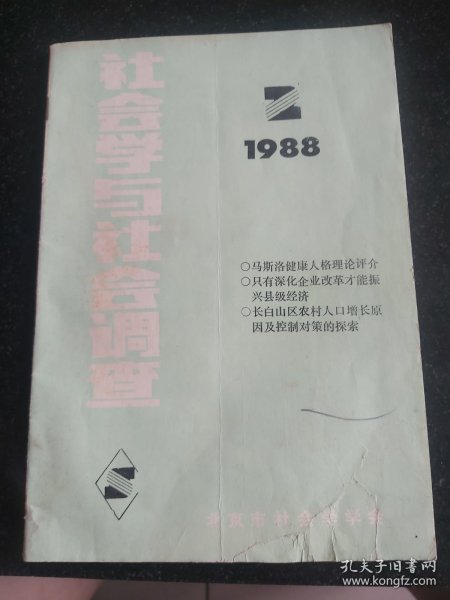 社会学与社会调查
2
1988
○马斯洛健康人格理论评介
○只有深化企业改革才能振
兴县级经济
○长白山区农村人口增长原
因及控制对策的探索
北京市社会学学会
孔夫子旧书网
www.kongfz.com